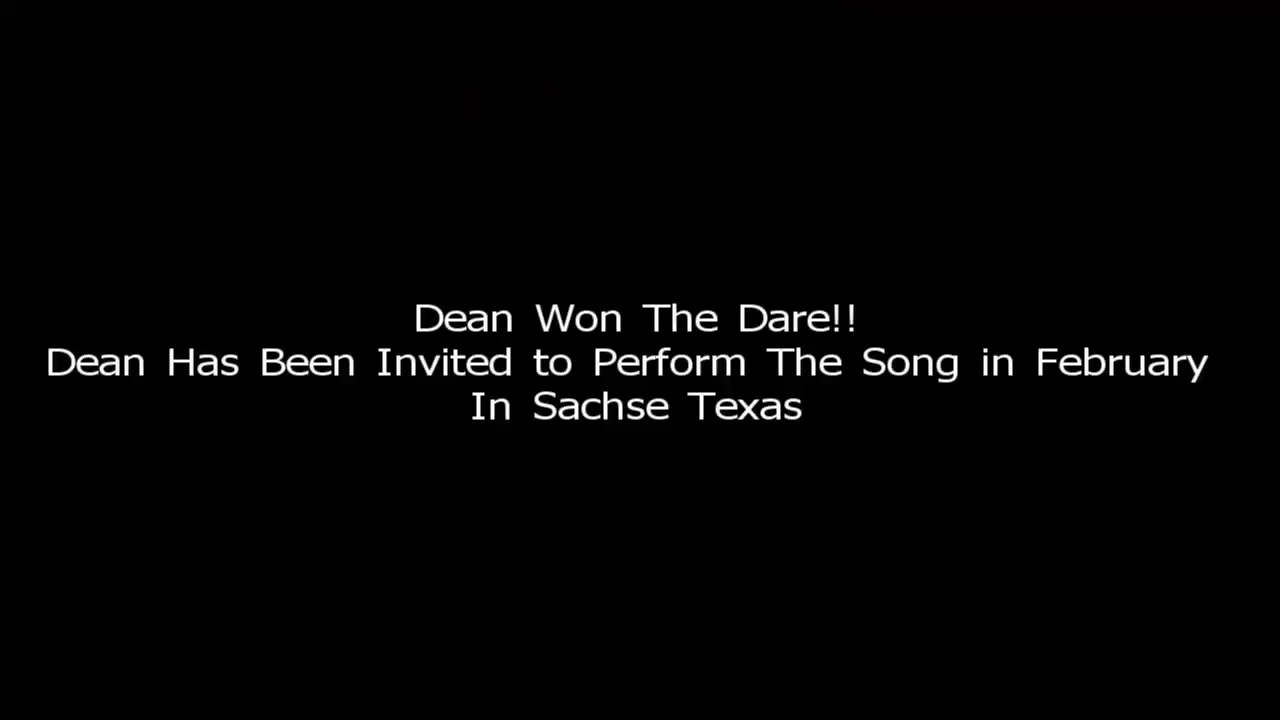 Dean Won The Dare!!
Dean Has Been Invited to Perform The Song in February
In Sachse Texas